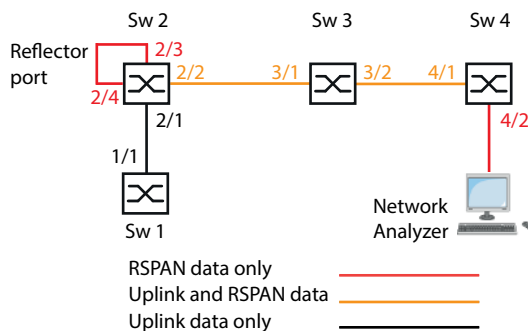 Sw 2
Sw 3
Sw 4
Reflector
port
2/3
2/4
2/2
3/1
3/2
4/1
2/1
4/2
1/1
Sw 1
Network
Analyzer
RSPAN data only
Uplink and RSPAN data
Uplink data only